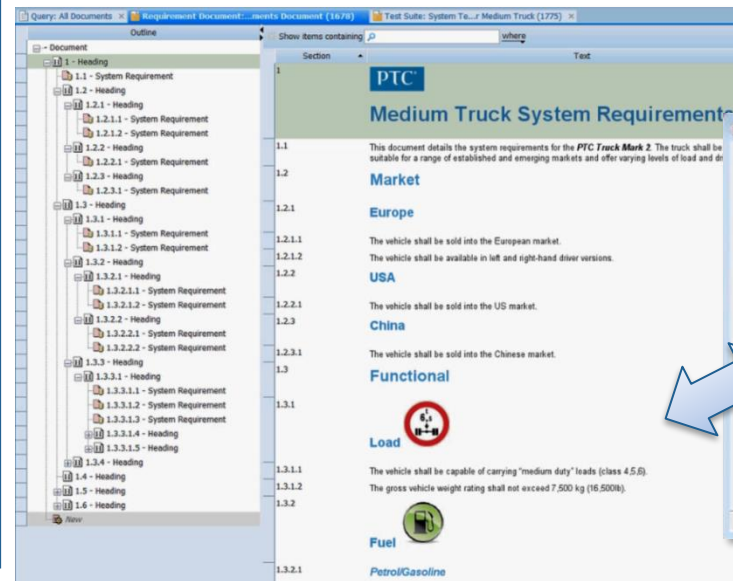 Query: All Documents
Requirement Document:...ments Document (1678)
Test Suite: System Te...r Medium Truck (1775)
Outline
- Document
1 - Heading
1.1 - System Requirement
1.2 - Heading
1.2.1 - Heading
1.2.1.1 - System Requirement
1.2.1.2 - System Requirement
1.2.2 - Heading
1.2.2.1 - System Requirement
1.2.3 - Heading
1.2.3.1 - System Requirement
1.3 - Heading
1.3.1 - Heading
1.3.1.1 - System Requirement
1.3.1.2 - System Requirement
1.3.2 - Heading
1.3.2.1 - Heading
1.3.2.1.1 - System Requirement
1.3.2.1.2 - System Requirement
1.3.2.2 - Heading
1.3.2.2.1 - System Requirement
1.3.2.2.2 - System Requirement
1.3.3 - Heading
1.3.3.1 - Heading
1.3.3.1.1 - System Requirement
1.3.3.1.2 - System Requirement
1.3.3.1.3 - System Requirement
1.3.3.1.4 - Heading
1.3.3.1.5 - Heading
1.3.4 - Heading
1.4 - Heading
1.5 - Heading
1.6 - Heading
New
Show items containing where
Section Text
1
PTC
Medium Truck System Requirements
1.1 This document details the system requirements for the PTC Truck Mark 2. The truck shall be
suitable for a range of established and emerging markets and offer varying levels of load and
1.2 Market
1.2.1 Europe
1.2.1.1 The vehicle shall be sold into the European market.
1.2.1.2 The vehicle shall be available in left and right-hand driver versions.
1.2.2 USA
1.2.2.1 The vehicle shall be sold into the US market.
1.2.3 China
1.2.3.1 The vehicle shall be sold into the Chinese market.
1.3 Functional
1.3.1
Load
1.3.1.1 The vehicle shall be capable of carrying "medium duty" loads (class 4,5,6).
1.3.1.2 The gross vehicle weight rating shall not exceed 7,500 kg (16,500lb).
1.3.2
Fuel
1.3.2.1 Petrol/Gasoline